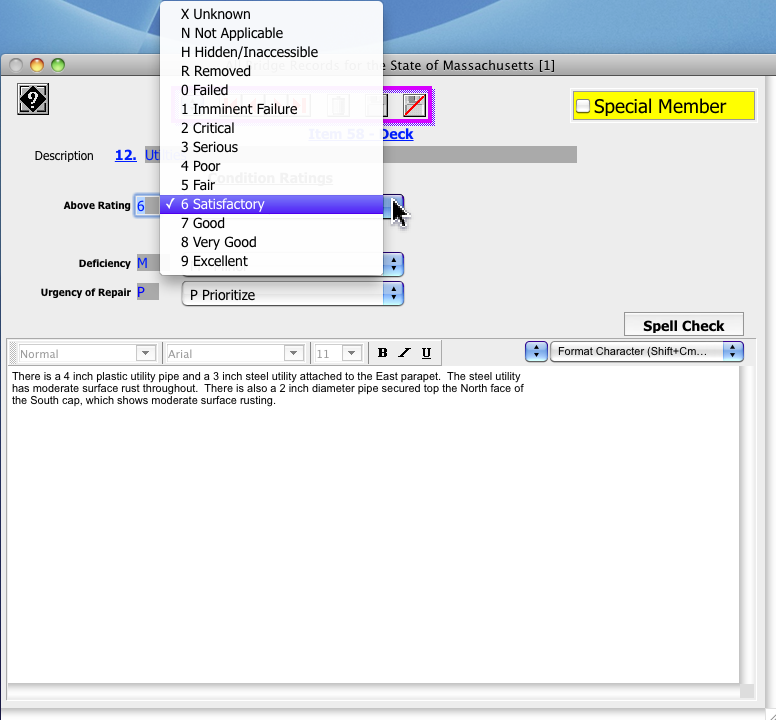 X Unknown
N Not Applicable
H Hidden/Inaccessible
R Removed
0 Failed
1 Imminent Failure
2 Critical
3 Serious
4 Poor
5 Fair
✓ 6 Satisfactory
7 Good
8 Very Good
9 Excellent
Bridge Records for the State of Massachusetts [1]
Special Member
Item 58 - Deck
Description 12.
Condition Ratings
Above Rating 6
Deficiency M
Urgency of Repair P P Prioritize
Spell Check
Normal Arial 11 B I U Format Character (Shift+Cm...
There is a 4 inch plastic utility pipe and a 3 inch steel utility attached to the East parapet. The steel utility
has moderate surface rust throughout. There is also a 2 inch diameter pipe secured top the North face of
the South cap, which shows moderate surface rusting.